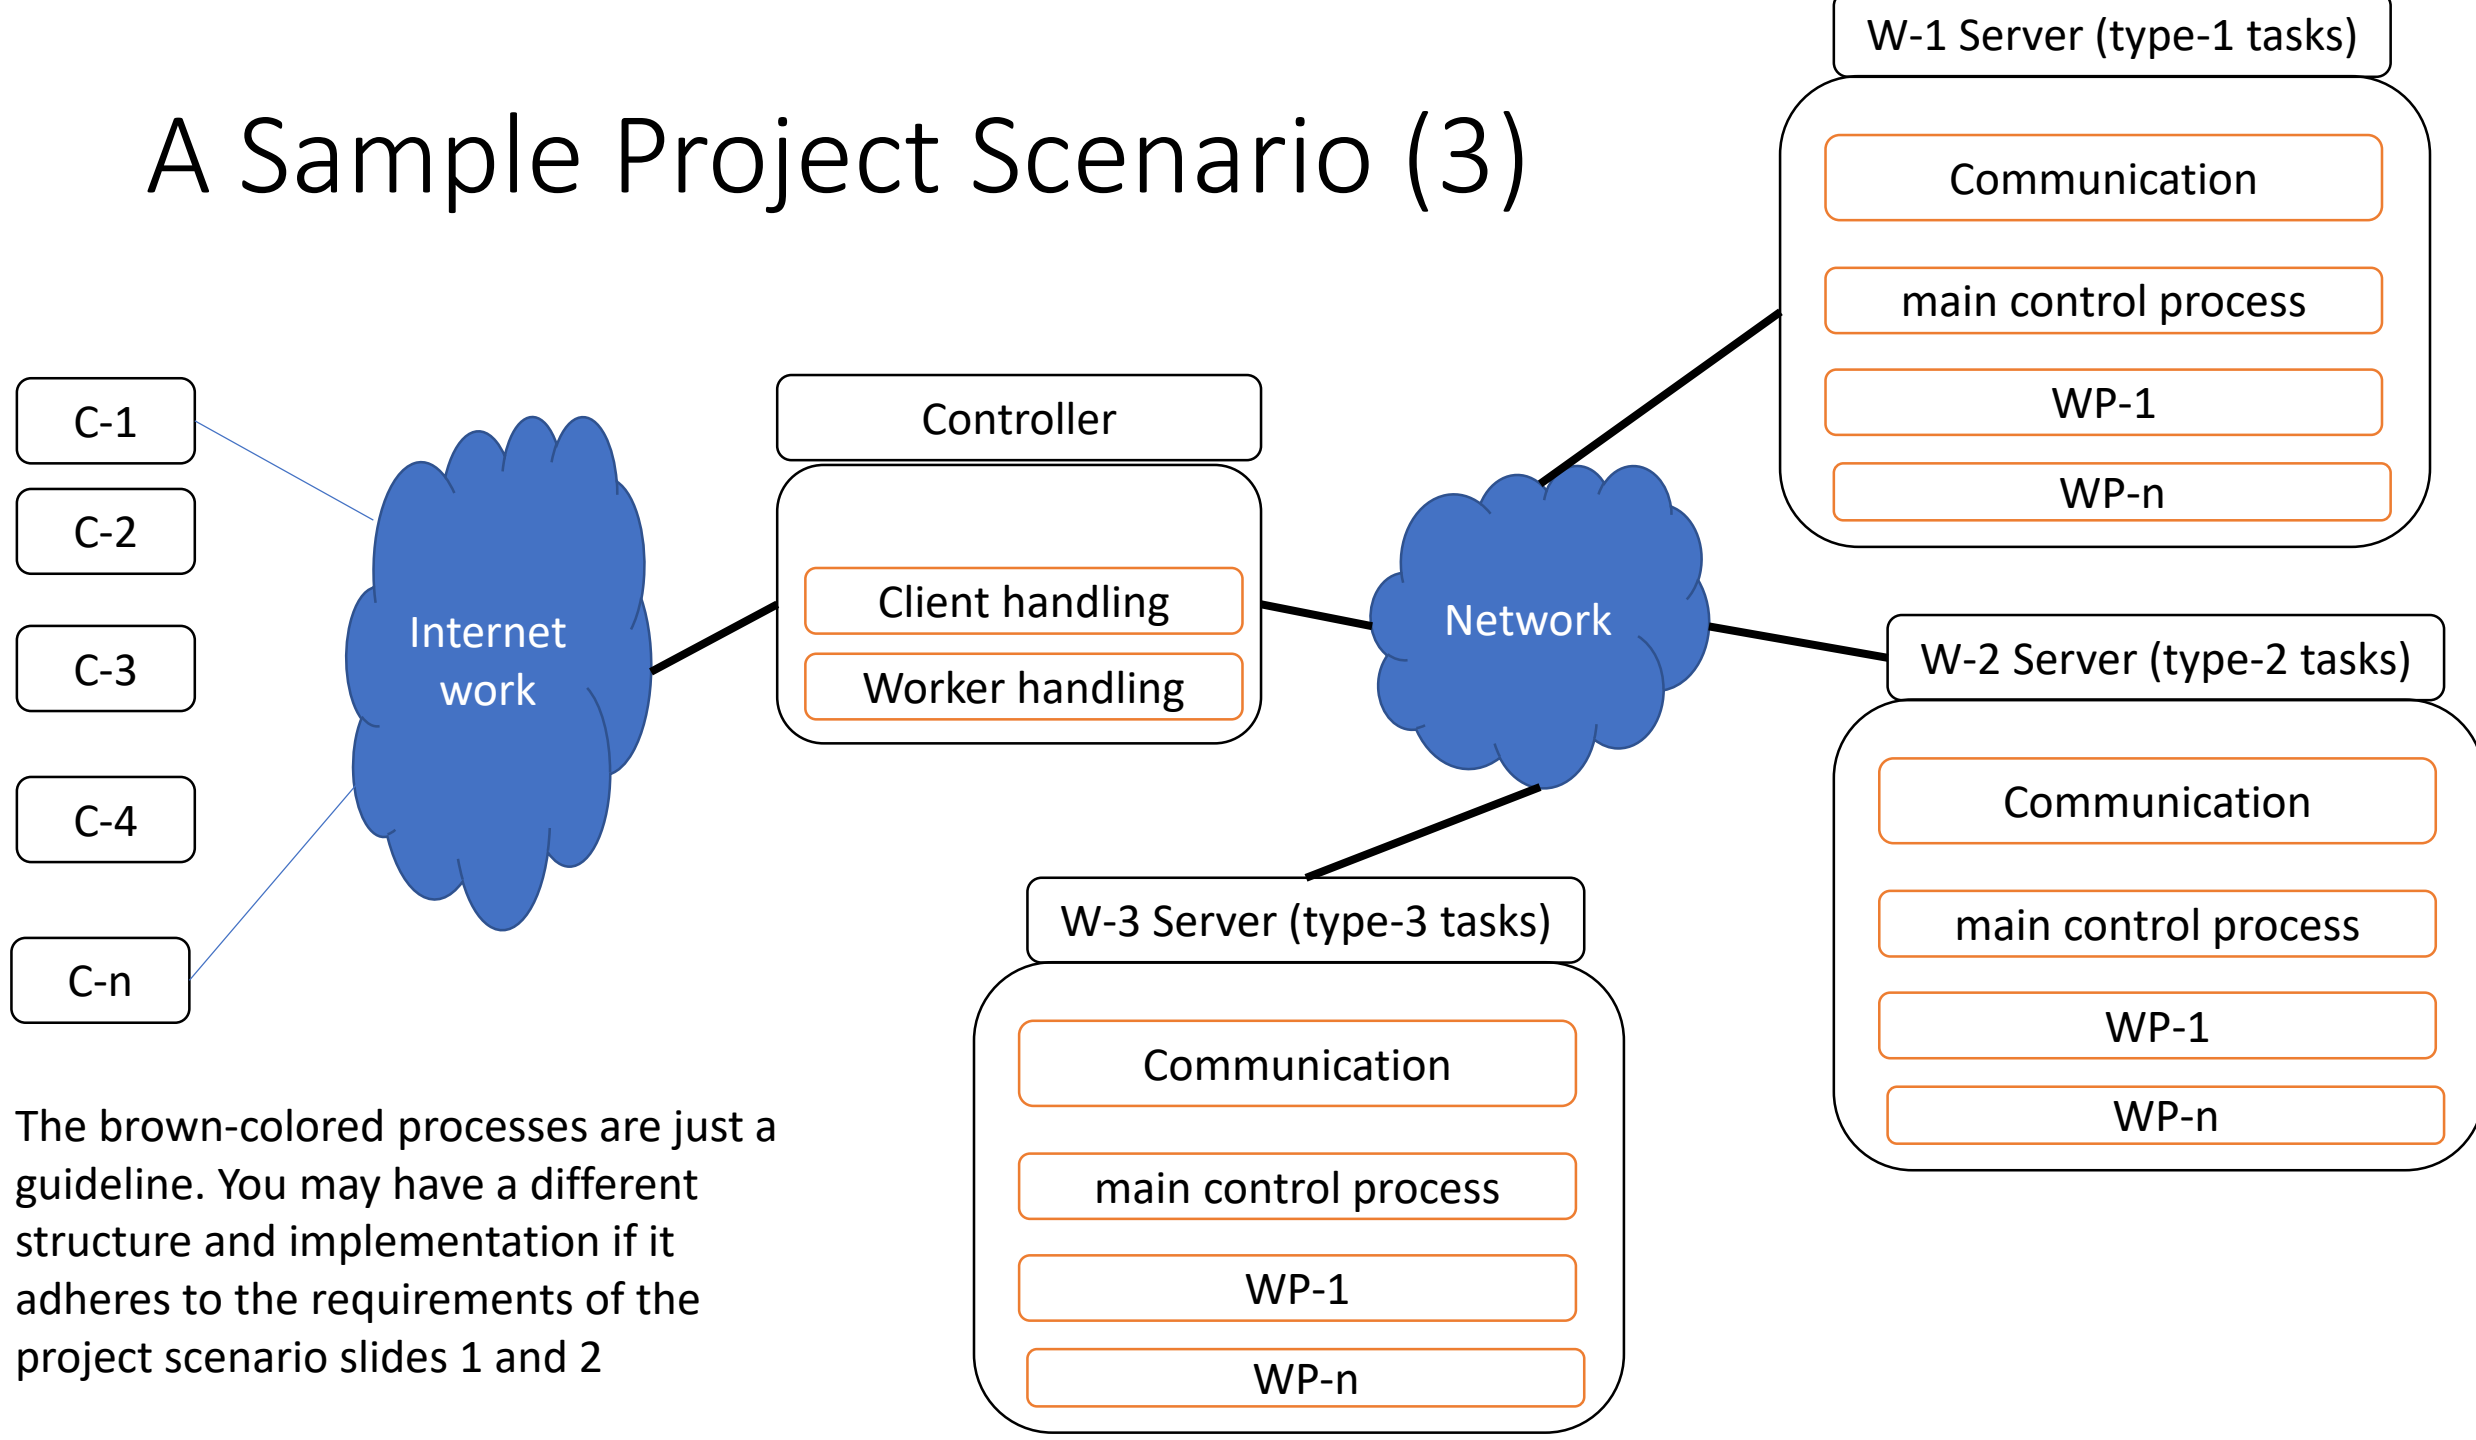 A Sample Project Scenario (3)
C-1
C-2
C-3
C-4
C-n
Internet
work
Controller
Client handling
Worker handling
Network
W-1 Server (type-1 tasks)
Communication
main control process
WP-1
WP-n
W-2 Server (type-2 tasks)
Communication
main control process
WP-1
WP-n
W-3 Server (type-3 tasks)
Communication
main control process
WP-1
WP-n
The brown-colored processes are just a
guideline. You may have a different
structure and implementation if it
adheres to the requirements of the
project scenario slides 1 and 2